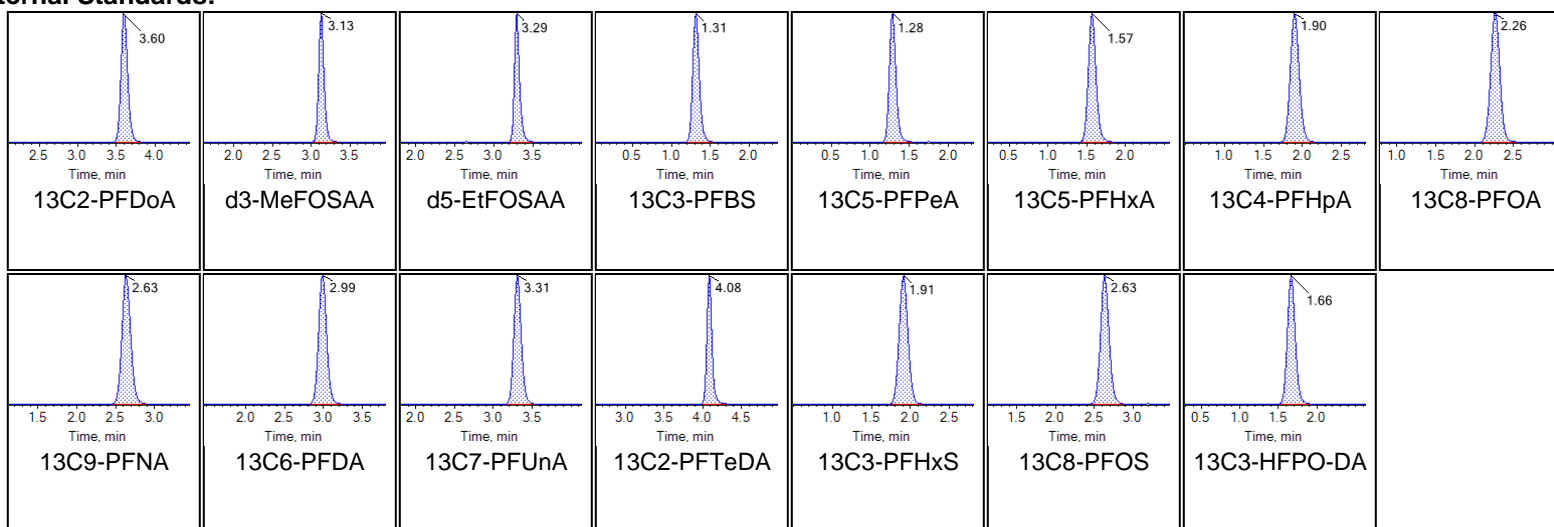 ternal Standards:
3.60
2.5 3.0 3.5 4.0
Time, min
13C2-PFDoA
3.13
2.0 2.5 3.0 3.5
Time, min
d3-MeFOSAA
3.29
2.0 2.5 3.0 3.5
Time, min
d5-EtFOSAA
1.31
0.5 1.0 1.5 2.0
Time, min
13C3-PFBS
1.28
0.5 1.0 1.5 2.0
Time, min
13C5-PFPeA
1.57
0.5 1.0 1.5 2.0
Time, min
13C5-PFHxA
1.90
1.0 1.5 2.0 2.5
Time, min
13C4-PFHpA
2.26
1.0 1.5 2.0 2.5
Time, min
13C8-PFOA
2.63
1.5 2.0 2.5 3.0
Time, min
13C9-PFNA
2.99
2.0 2.5 3.0 3.5
Time, min
13C6-PFDA
3.31
2.0 2.5 3.0 3.5
Time, min
13C7-PFUnA
4.08
3.0 3.5 4.0 4.5
Time, min
13C2-PFTeDA
1.91
1.0 1.5 2.0 2.5
Time, min
13C3-PFHxS
2.63
1.5 2.0 2.5 3.0
Time, min
13C8-PFOS
1.66
0.5 1.0 1.5 2.0
Time, min
13C3-HFPO-DA